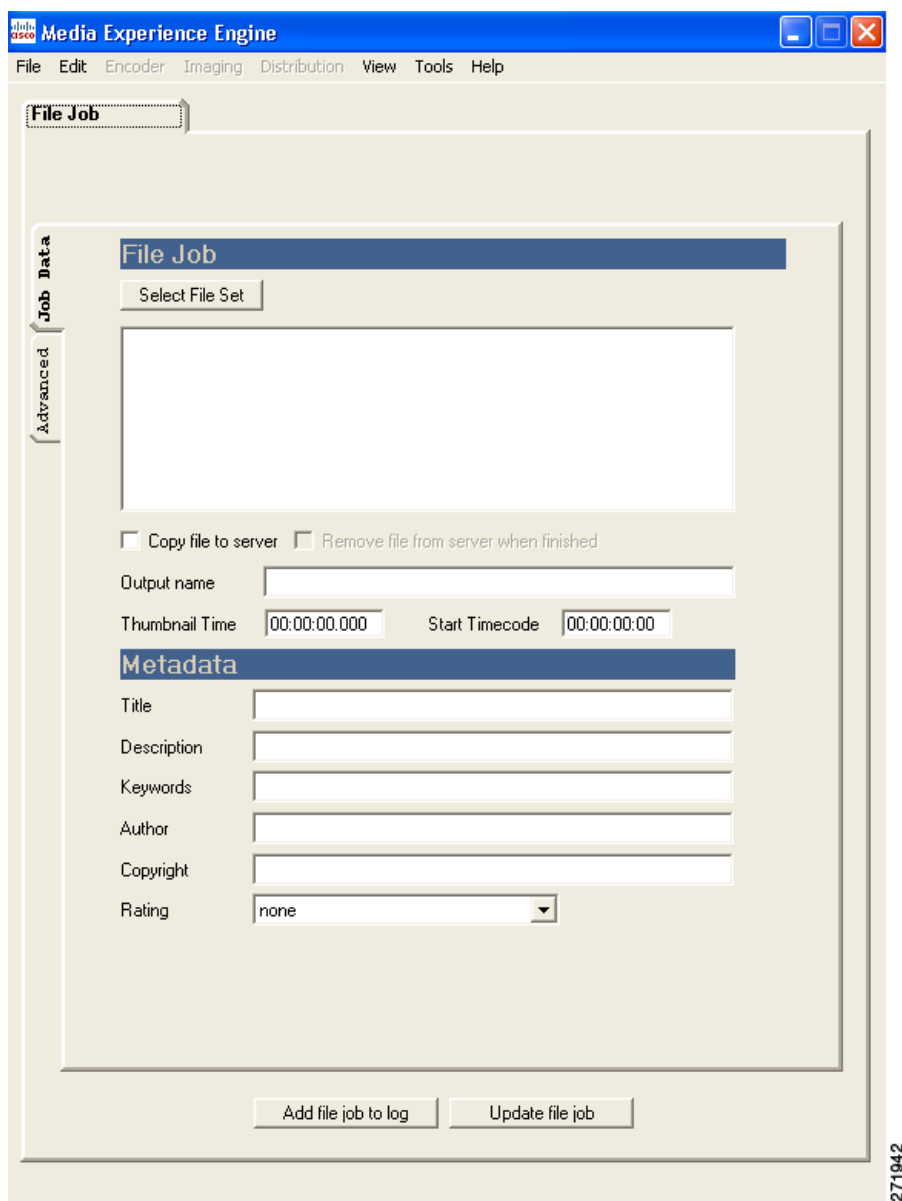 cisco Media Experience Engine
File Edit Encoder Imaging Distribution View Tools Help
File Job
Job Data
Advanced
File Job
Select File Set
Copy file to server Remove file from server when finished
Output name
Thumbnail Time 00:00:00.000 Start Timecode 00:00:00:00
Metadata
Title
Description
Keywords
Author
Copyright
Rating none
Add file job to log Update file job
271942